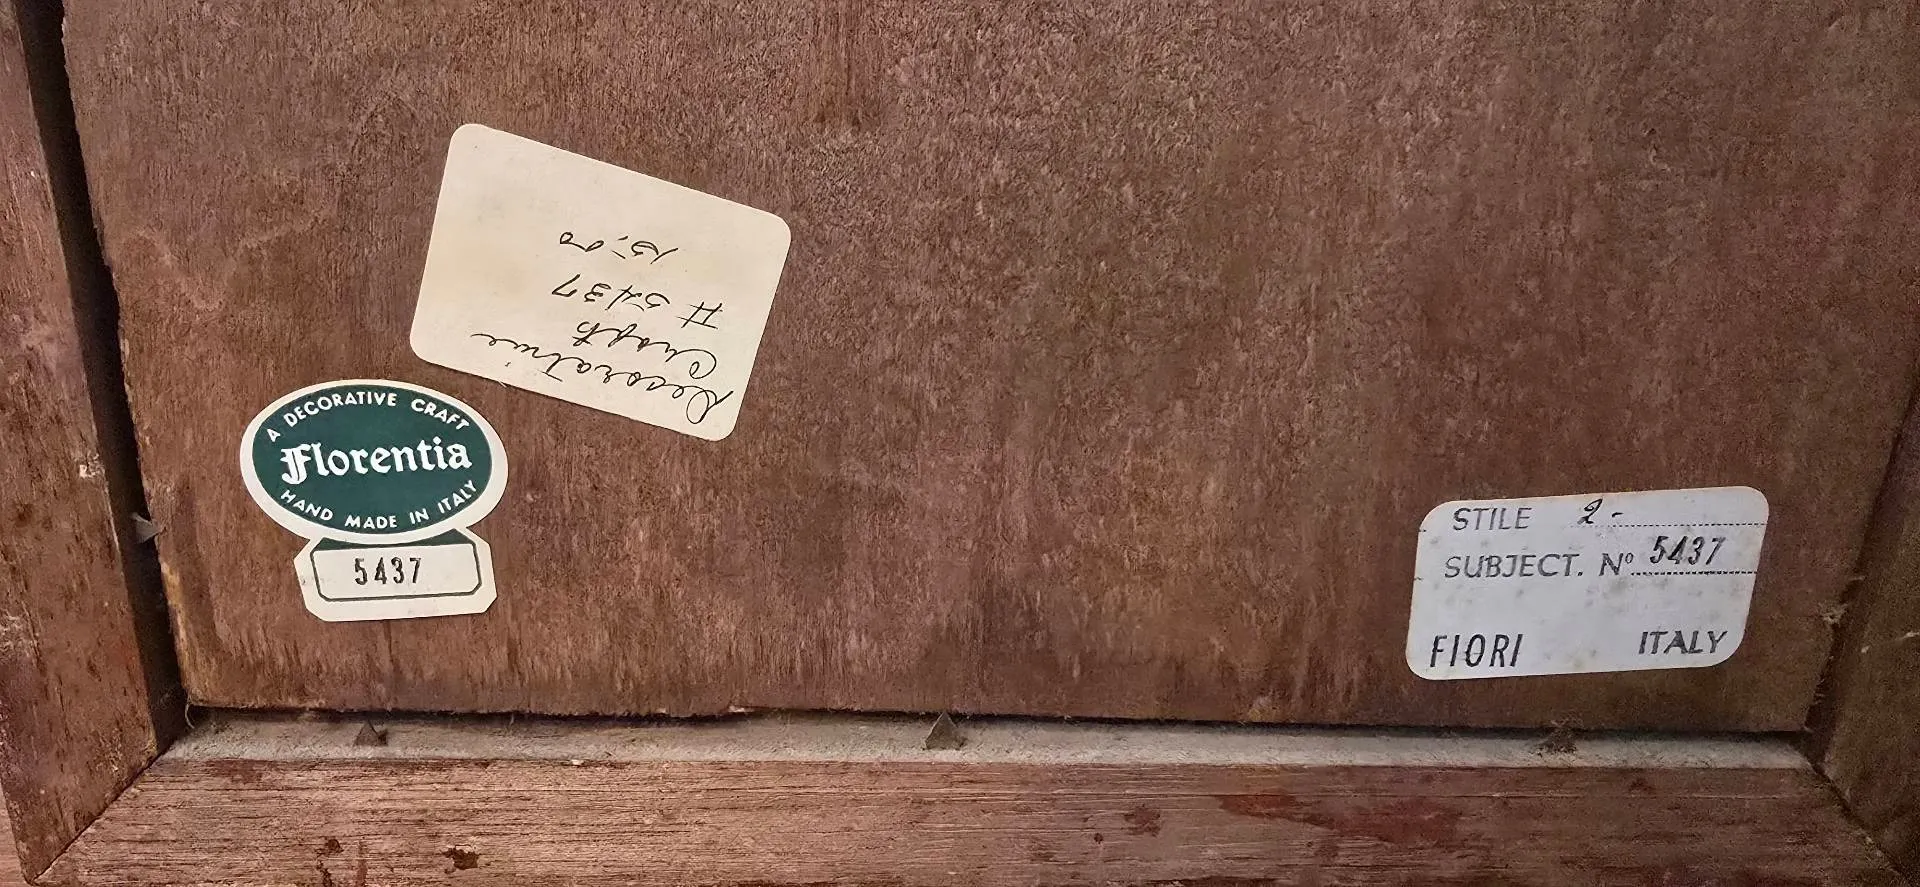 Decorative
Craft
# 5437
15.00
A DECORATIVE CRAFT
Florentia
HAND MADE IN ITALY
5437
STILE 2-
SUBJECT. Nº 5437
FIORI ITALY